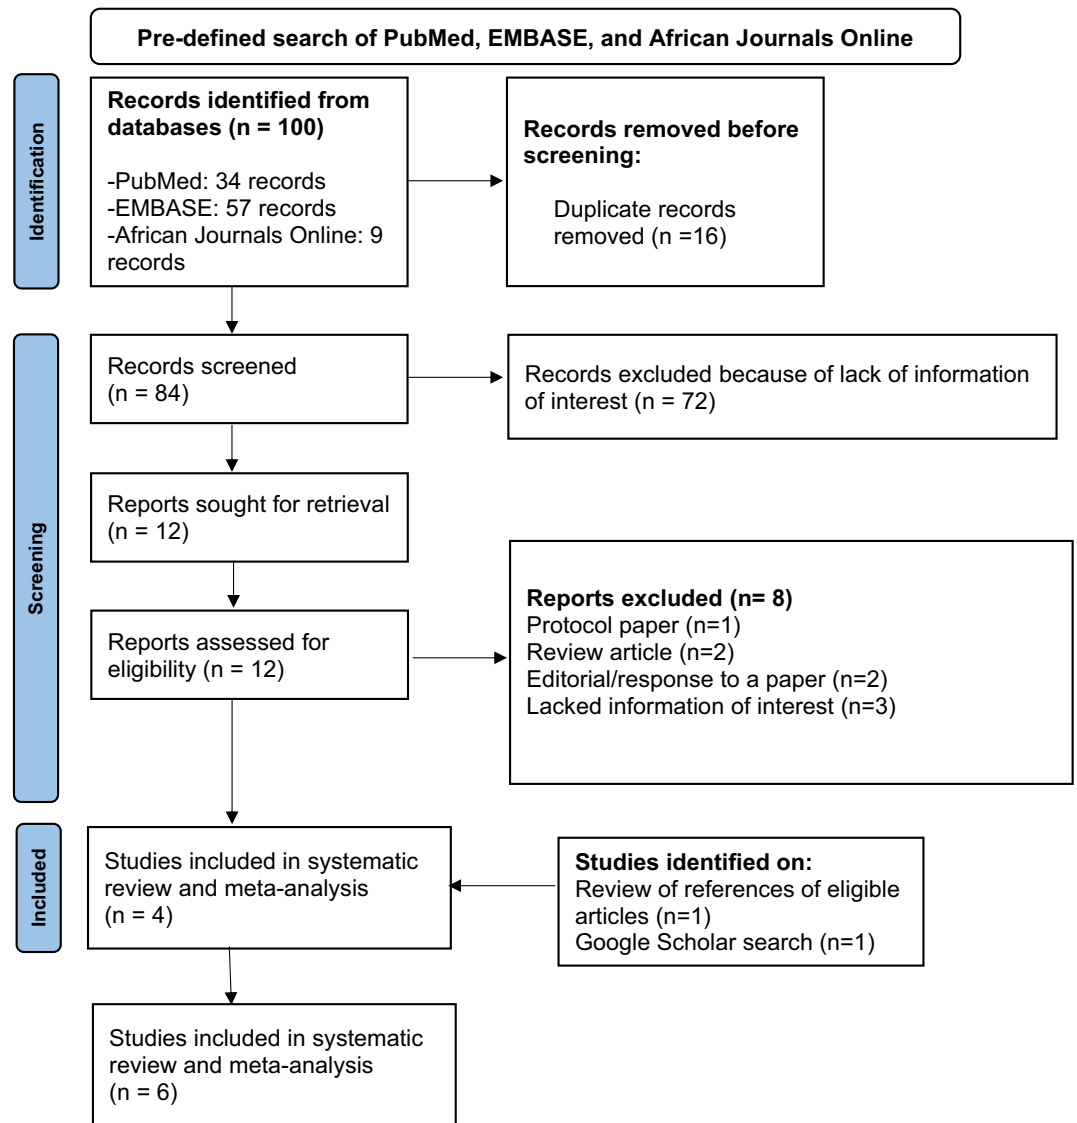 Pre-defined search of PubMed, EMBASE, and African Journals Online
Identification
Records identified from
databases (n = 100)
-PubMed: 34 records
-EMBASE: 57 records
-African Journals Online: 9
records
Records removed before
screening:
Duplicate records
removed (n =16)
Screening
Records screened
(n = 84)
Records excluded because of lack of information
of interest (n = 72)
Reports sought for retrieval
(n = 12)
Reports assessed for
eligibility (n = 12)
Reports excluded (n= 8)
Protocol paper (n=1)
Review article (n=2)
Editorial/response to a paper (n=2)
Lacked information of interest (n=3)
Included
Studies included in systematic
review and meta-analysis
(n = 4)
Studies identified on:
Review of references of eligible
articles (n=1)
Google Scholar search (n=1)
Studies included in systematic
review and meta-analysis
(n = 6)